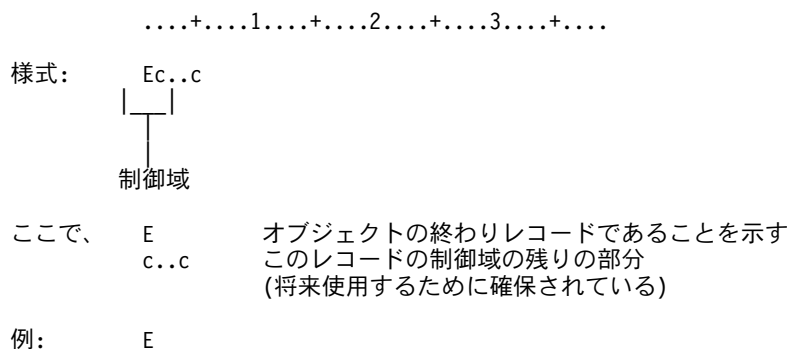 ....+....1....+....2....+....3....+....
様式: Ec..c
|___|
|
|
制御域
ここで、 E オブジェクトの終わりレコードであることを示す
c..c このレコードの制御域の残りの部分
(将来使用するために確保されている)
例: E